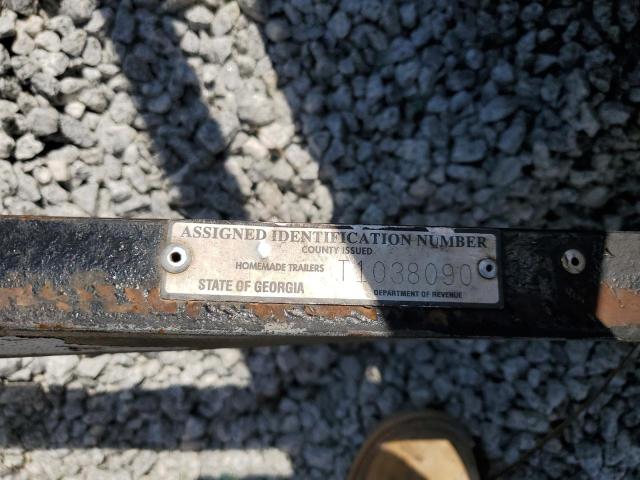 ASSIGNED IDENTIFICATION NUMBER
COUNTY ISSUED
HOMEMADE TRAILERS T1038090
STATE OF GEORGIA DEPARTMENT OF REVENUE